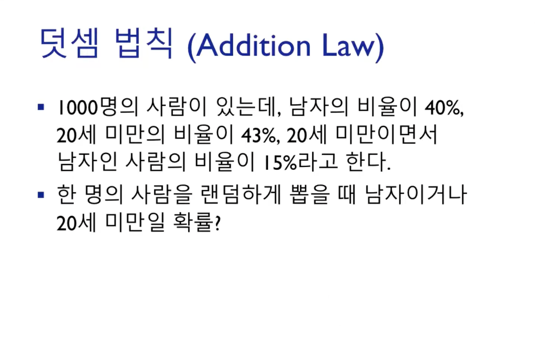 덧셈 법칙 (Addition Law)
▪ 1000명의 사람이 있는데, 남자의 비율이 40%,
20세 미만의 비율이 43%, 20세 미만이면서
남자인 사람의 비율이 15%라고 한다.
▪ 한 명의 사람을 랜덤하게 뽑을 때 남자이거나
20세 미만일 확률?